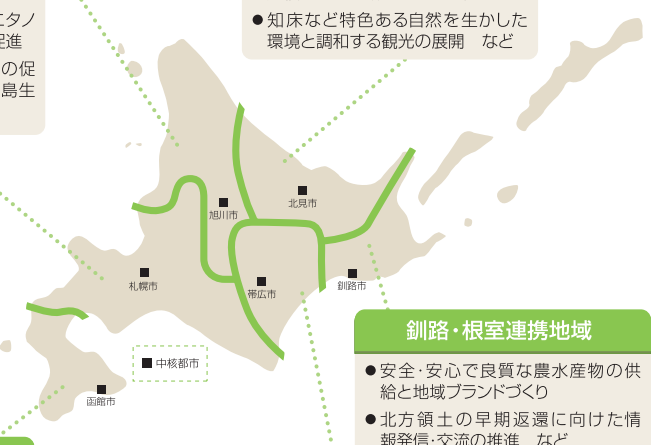 タノ
促進
の促
島生
●知床など特色ある自然を生かした
環境と調和する観光の展開　など
旭川市
北見市
札幌市
帯広市
釧路市
■中核都市
函館市
釧路・根室連携地域
●安全・安心で良質な農水産物の供
給と地域ブランドづくり
●北方領土の早期返還に向けた情
報発信・交流の推進　など